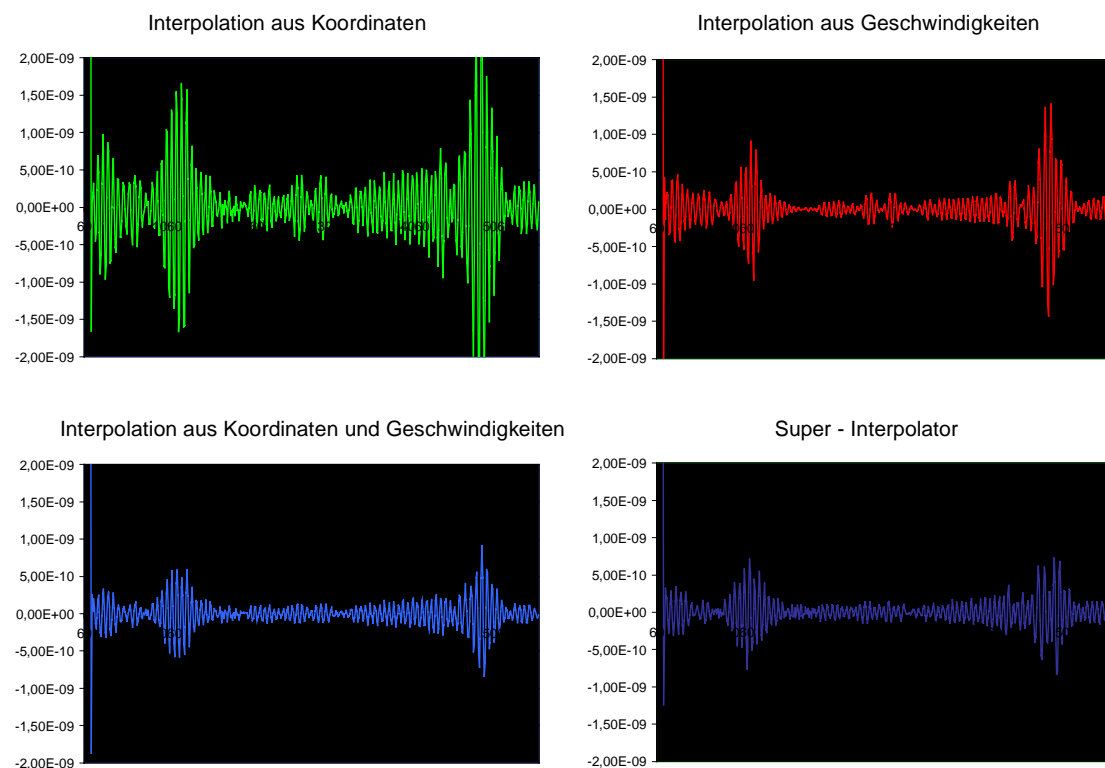 Interpolation aus Koordinaten
2,00E-09
1,50E-09
1,00E-09
5,00E-10
0,00E+00
-5,00E-10
-1,00E-09
-1,50E-09
-2,00E-09
Interpolation aus Geschwindigkeiten
2,00E-09
1,50E-09
1,00E-09
5,00E-10
0,00E+00
-5,00E-10
-1,00E-09
-1,50E-09
-2,00E-09
Interpolation aus Koordinaten und Geschwindigkeiten
2,00E-09
1,50E-09
1,00E-09
5,00E-10
0,00E+00
-5,00E-10
-1,00E-09
-1,50E-09
-2,00E-09
Super - Interpolator
2,00E-09
1,50E-09
1,00E-09
5,00E-10
0,00E+00
-5,00E-10
-1,00E-09
-1,50E-09
-2,00E-09